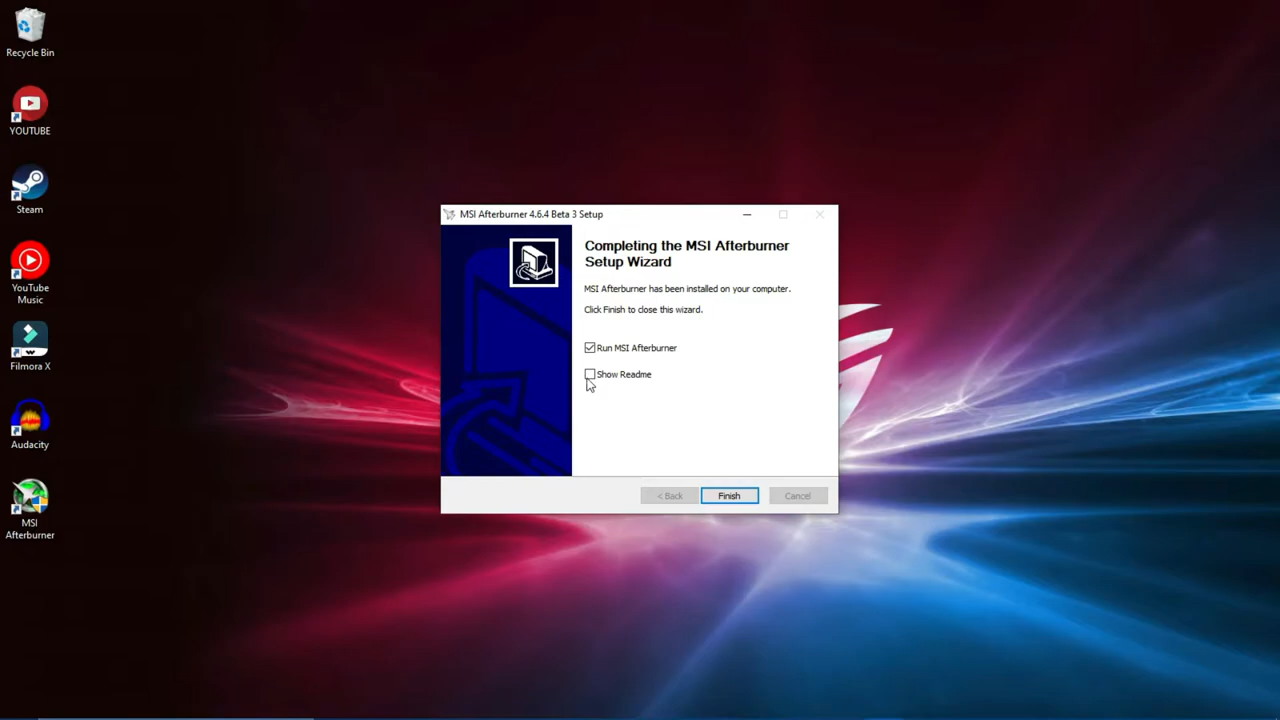 Recycle Bin
YOUTUBE
Steam
YouTube
Music
Filmora X
Audacity
MSI
Afterburner
MSI Afterburner 4.6.4 Beta 3 Setup
Completing the MSI Afterburner
Setup Wizard
MSI Afterburner has been installed on your computer.
Click Finish to close this wizard.
Run MSI Afterburner
Show Readme
< Back
Finish
Cancel